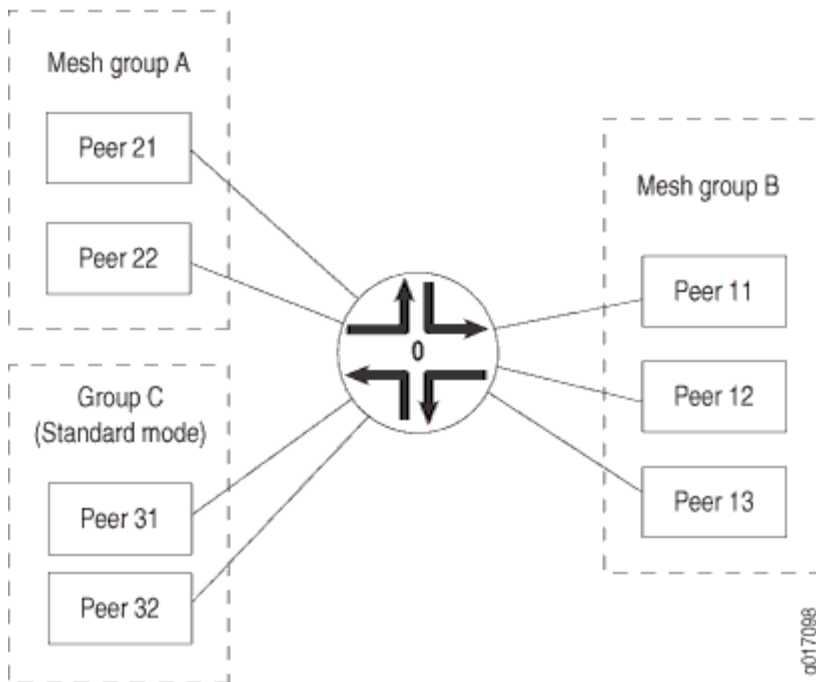 Mesh group A
Peer 21
Peer 22
Group C
(Standard mode)
Peer 31
Peer 32
0
Mesh group B
Peer 11
Peer 12
Peer 13
g017098